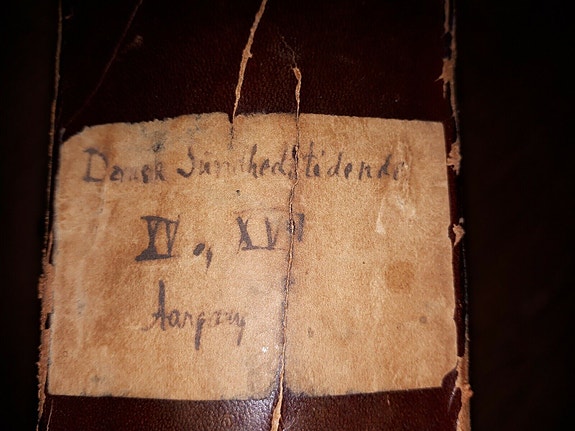 Dansk Sundhedstidende
XV. XVI
Aargang